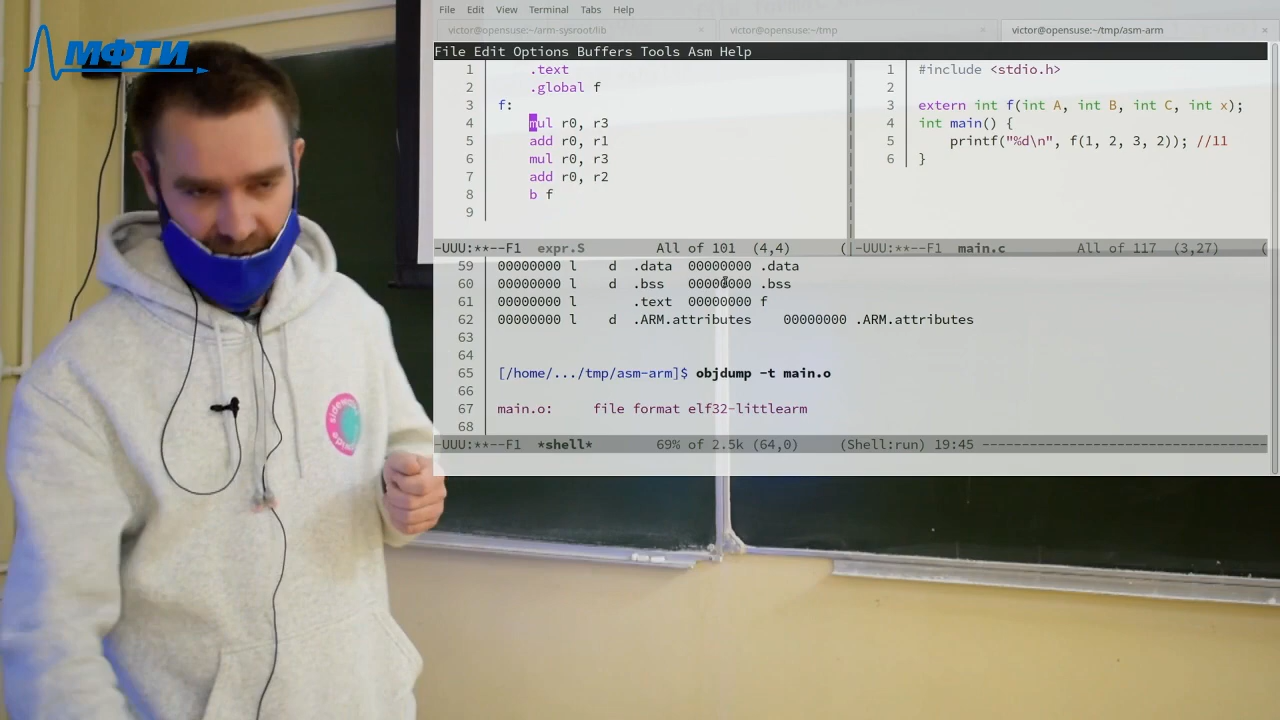 МФТИ
File Edit View Terminal Tabs Help
victor@opensuse:~/arm-sysroot/lib × victor@opensuse:~/tmp × victor@opensuse:~/tmp/asm-arm ×
File Edit Options Buffers Tools Asm Help
1 .text
2 .global f
3 f:
4 mul r0, r3
5 add r0, r1
6 mul r0, r3
7 add r0, r2
8 b f
9
-UUU:**--F1 expr.S All of 101 (4,4) (
1 #include <stdio.h>
2
3 extern int f(int A, int B, int C, int x);
4 int main() {
5 printf("%d\n", f(1, 2, 3, 2)); //11
6 }
-UUU:**--F1 main.c All of 117 (3,27) (
59 00000000 l d .data 00000000 .data
60 00000000 l d .bss 00000000 .bss
61 00000000 l .text 00000000 f
62 00000000 l d .ARM.attributes 00000000 .ARM.attributes
63
64
65 [/home/.../tmp/asm-arm]$ objdump -t main.o
66
67 main.o: file format elf32-littlearm
68
-UUU:**--F1 *shell* 69% of 2.5k (64,0) (Shell:run) 19:45 ------------------------------------